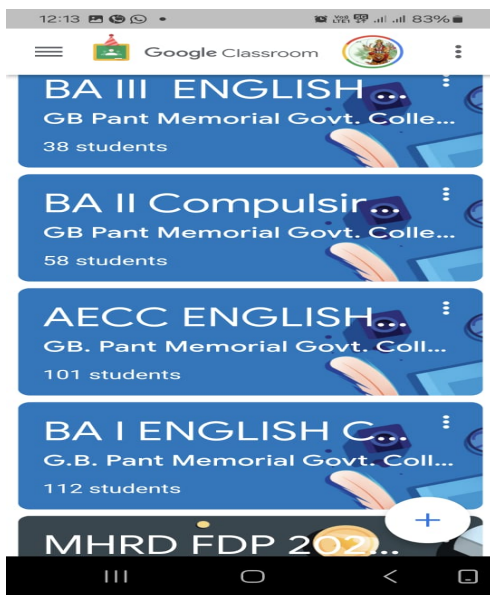 12:13 83%
Google Classroom
BA III ENGLISH ...
GB Pant Memorial Govt. Colle...
38 students
BA II Compulsir...
GB Pant Memorial Govt. Colle...
58 students
AECC ENGLISH...
GB. Pant Memorial Govt. Coll...
101 students
BA I ENGLISH C...
G.B. Pant Memorial Govt. Coll...
112 students
MHRD FDP 202...